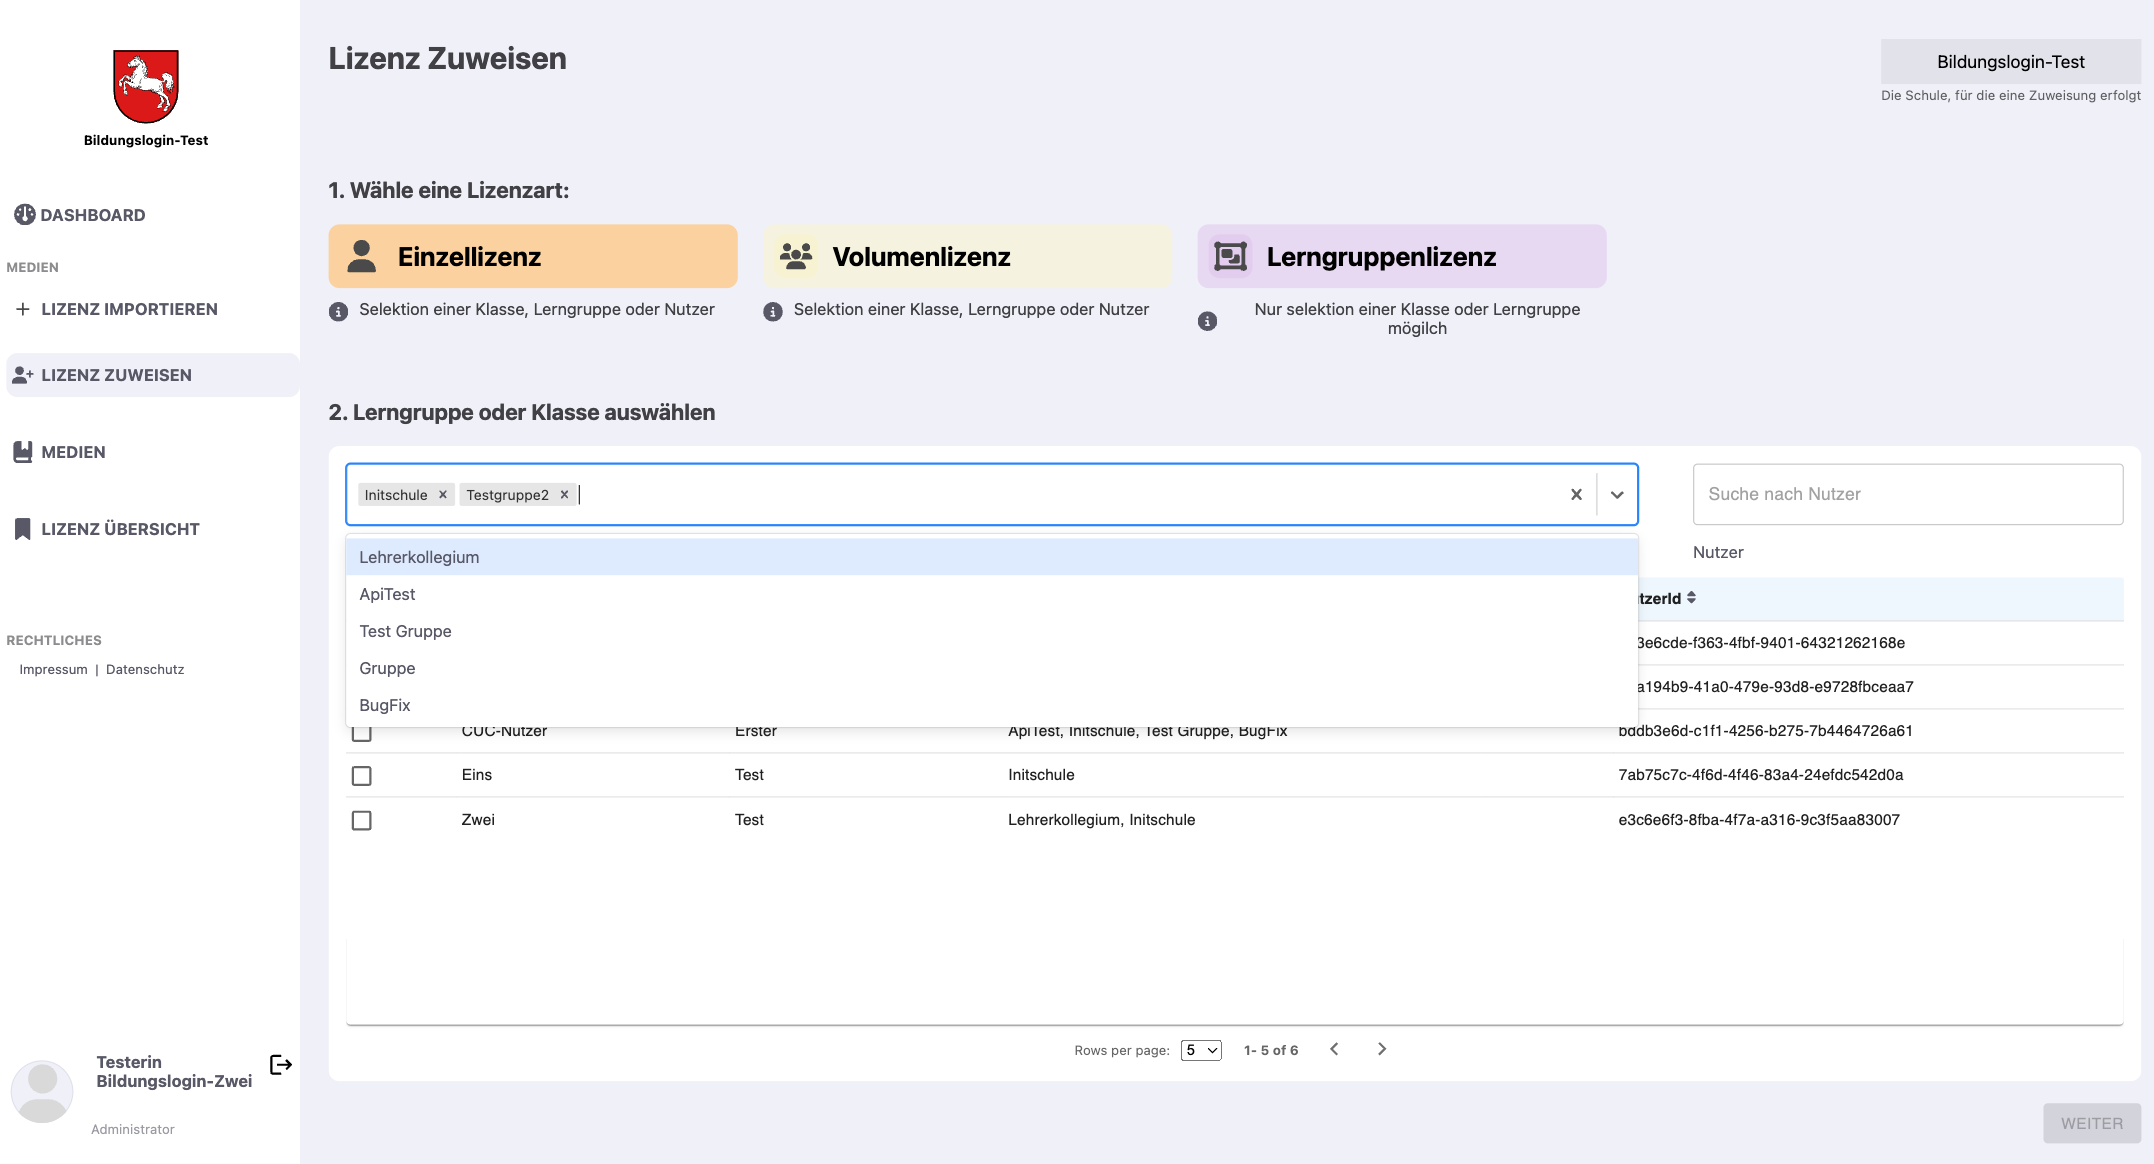 Bildungslogin-Test
DASHBOARD
MEDIEN
LIZENZ IMPORTIEREN
LIZENZ ZUWEISEN
MEDIEN
LIZENZ ÜBERSICHT
RECHTLICHES
Impressum | Datenschutz
Testerin
Bildungslogin-Zwei
Administrator
Lizenz Zuweisen
Bildungslogin-Test
Die Schule, für die eine Zuweisung erfolgt
1. Wähle eine Lizenzart:
Einzellizenz
Selektion einer Klasse, Lerngruppe oder Nutzer
Volumenlizenz
Selektion einer Klasse, Lerngruppe oder Nutzer
Lerngruppenlizenz
Nur selektion einer Klasse oder Lerngruppe
mögilch
2. Lerngruppe oder Klasse auswählen
Initschule Testgruppe2
Suche nach Nutzer
Nutzer
Lehrerkollegium
ApiTest
Test Gruppe
Gruppe
BugFix
tzerId
3e6cde-f363-4fbf-9401-64321262168e
a194b9-41a0-479e-93d8-e9728fbceaa7
CUC-Nutzer Erster ApiTest, Initschule, Test Gruppe, BugFix bddb3e6d-c1f1-4256-b275-7b4464726a61
Eins Test Initschule 7ab75c7c-4f6d-4f46-83a4-24efdc542d0a
Zwei Test Lehrerkollegium, Initschule e3c6e6f3-8fba-4f7a-a316-9c3f5aa83007
Rows per page: 5 1- 5 of 6
WEITER